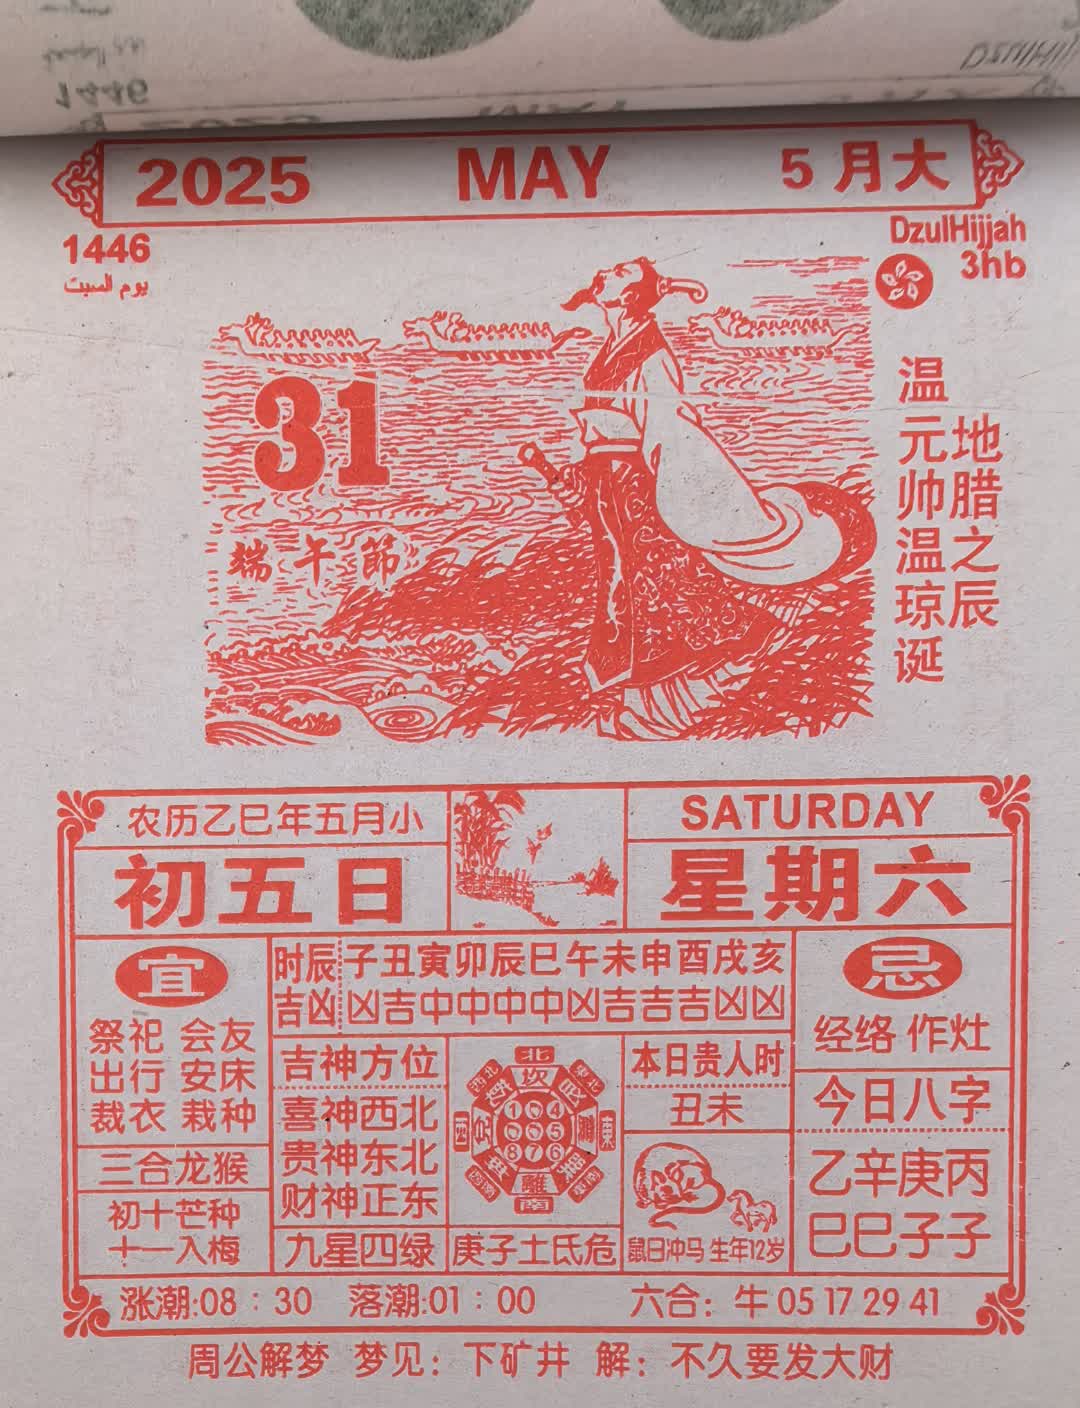 2025 MAY 5月大
1446
يوم السبت
DzulHijjah
3hb
31
端午節
地腊之辰
温元帅温琼诞
农历乙巳年五月小
初五日
SATURDAY
星期六
宜
祭祀 会友
出行 安床
裁衣 栽种
三合龙猴
初十芒种
十一入梅
时辰 子丑寅卯辰巳午未申酉戌亥
吉凶 凶吉中中中中凶吉吉吉凶凶
吉神方位
喜神西北
贵神东北
财神正东
九星四绿
北
坎
東
南
西
離
庚子土氐危
本日贵人时
丑未
鼠日冲马 生年12岁
忌
经络 作灶
今日八字
乙辛庚丙
巳巳子子
涨潮:08：30 落潮:01：00 六合：牛 05 17 29 41
周公解梦 梦见：下矿井 解：不久要发大财